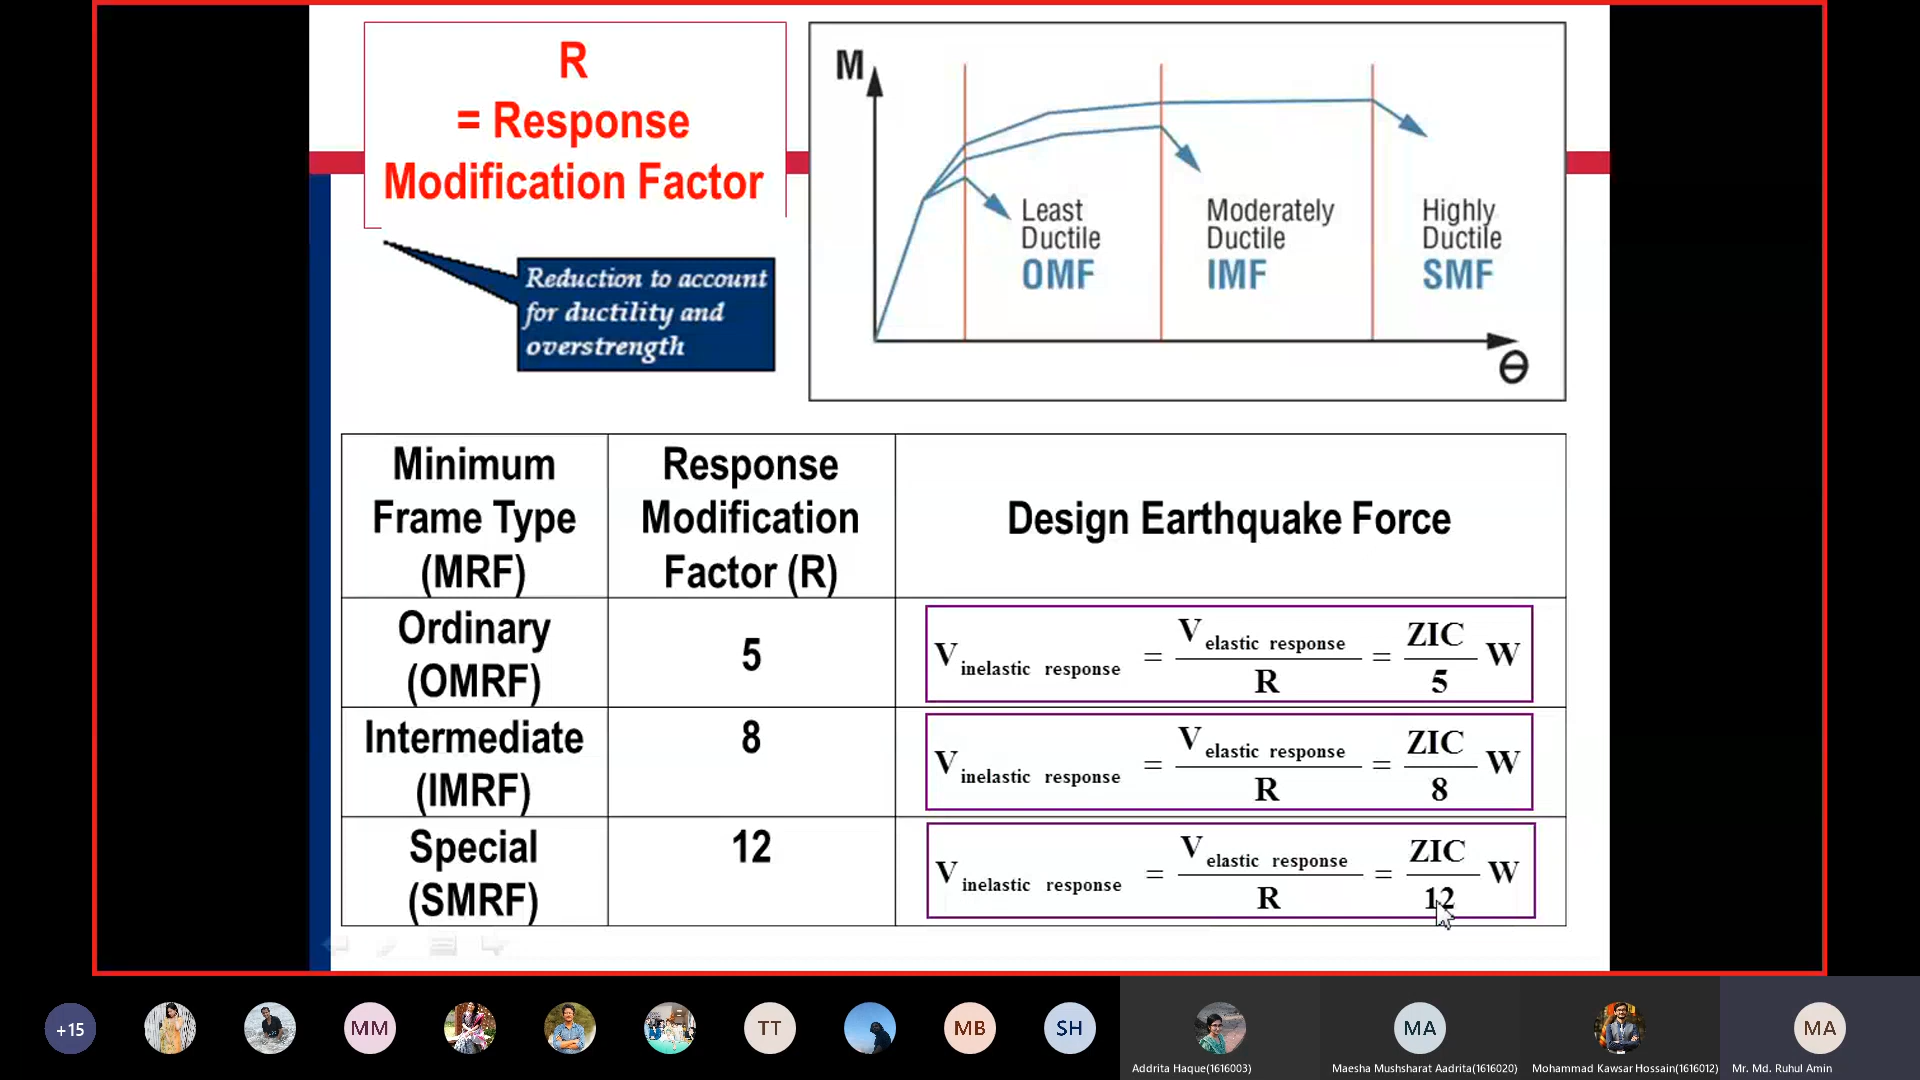 R
= Response
Modification Factor
Reduction to account
for ductility and
overstrength
M
Least
Ductile
OMF
Moderately
Ductile
IMF
Highly
Ductile
SMF
Θ
Minimum
Frame Type
(MRF)
Response
Modification
Factor (R)
Design Earthquake Force
Ordinary
(OMRF)
5
V inelastic response = V elastic response / R = ZIC / 5 W
Intermediate
(IMRF)
8
V inelastic response = V elastic response / R = ZIC / 8 W
Special
(SMRF)
12
V inelastic response = V elastic response / R = ZIC / 12 W
+15
MM
TT
MB
SH
Addrita Haque(1616003)
MA
Maesha Mushsharat Aadrita(1616020)
Mohammad Kawsar Hossain(1616012)
MA
Mr. Md. Ruhul Amin